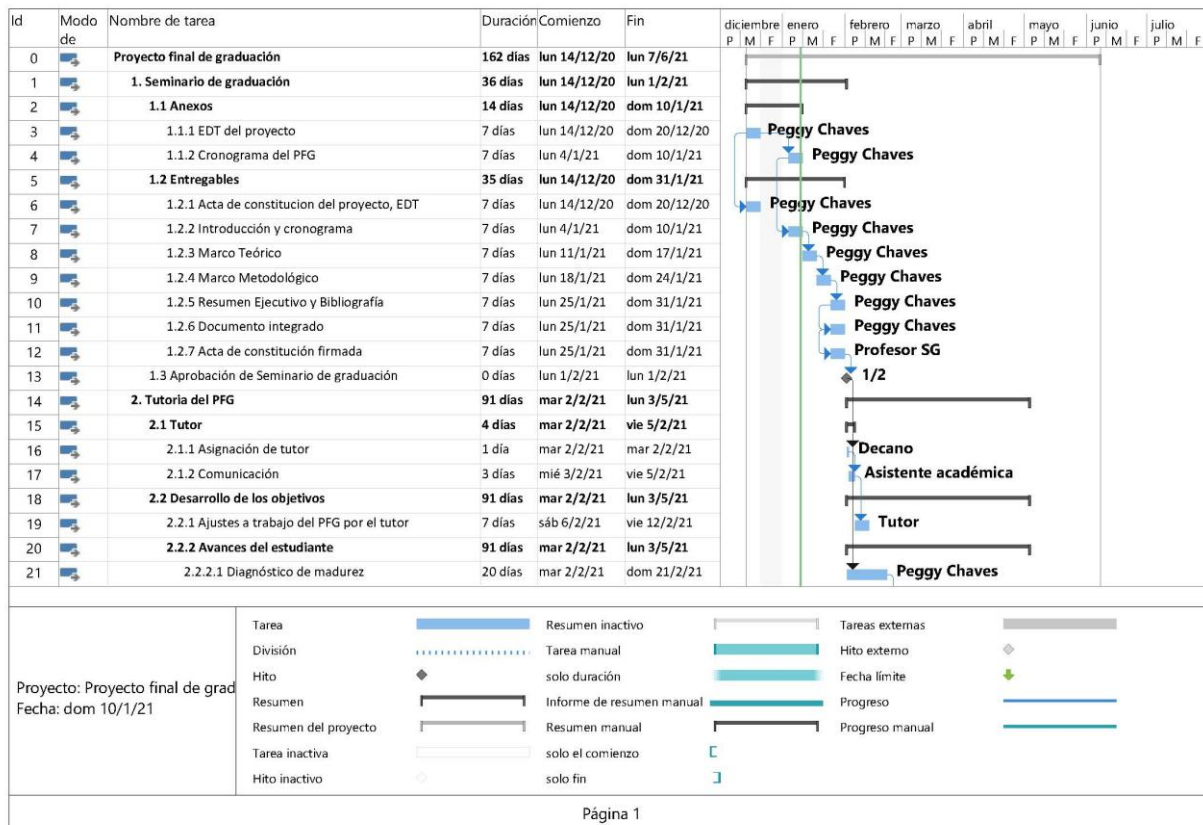 Id Modo de Nombre de tarea Duración Comienzo Fin diciembre enero febrero marzo abril mayo junio julio
P M F P M F P M F P M F P M F P M F P M F P M F
0 Proyecto final de graduación 162 días lun 14/12/20 lun 7/6/21
1 1. Seminario de graduación 36 días lun 14/12/20 lun 1/2/21
2 1.1 Anexos 14 días lun 14/12/20 dom 10/1/21
3 1.1.1 EDT del proyecto 7 días lun 14/12/20 dom 20/12/20 Peggy Chaves
4 1.1.2 Cronograma del PFG 7 días lun 4/1/21 dom 10/1/21 Peggy Chaves
5 1.2 Entregables 35 días lun 14/12/20 dom 31/1/21
6 1.2.1 Acta de constitucion del proyecto, EDT 7 días lun 14/12/20 dom 20/12/20 Peggy Chaves
7 1.2.2 Introducción y cronograma 7 días lun 4/1/21 dom 10/1/21 Peggy Chaves
8 1.2.3 Marco Teórico 7 días lun 11/1/21 dom 17/1/21 Peggy Chaves
9 1.2.4 Marco Metodológico 7 días lun 18/1/21 dom 24/1/21 Peggy Chaves
10 1.2.5 Resumen Ejecutivo y Bibliografía 7 días lun 25/1/21 dom 31/1/21 Peggy Chaves
11 1.2.6 Documento integrado 7 días lun 25/1/21 dom 31/1/21 Peggy Chaves
12 1.2.7 Acta de constitución firmada 7 días lun 25/1/21 dom 31/1/21 Profesor SG
13 1.3 Aprobación de Seminario de graduación 0 días lun 1/2/21 lun 1/2/21 1/2
14 2. Tutoria del PFG 91 días mar 2/2/21 lun 3/5/21
15 2.1 Tutor 4 días mar 2/2/21 vie 5/2/21
16 2.1.1 Asignación de tutor 1 día mar 2/2/21 mar 2/2/21 Decano
17 2.1.2 Comunicación 3 días mié 3/2/21 vie 5/2/21 Asistente académica
18 2.2 Desarrollo de los objetivos 91 días mar 2/2/21 lun 3/5/21
19 2.2.1 Ajustes a trabajo del PFG por el tutor 7 días sáb 6/2/21 vie 12/2/21 Tutor
20 2.2.2 Avances del estudiante 91 días mar 2/2/21 lun 3/5/21
21 2.2.2.1 Diagnóstico de madurez 20 días mar 2/2/21 dom 21/2/21 Peggy Chaves
Proyecto: Proyecto final de grad
Fecha: dom 10/1/21
Tarea Resumen inactivo Tareas externas
División Tarea manual Hito externo
Hito solo duración Fecha límite
Resumen Informe de resumen manual Progreso
Resumen del proyecto Resumen manual Progreso manual
Tarea inactiva solo el comienzo
Hito inactivo solo fin
Página 1